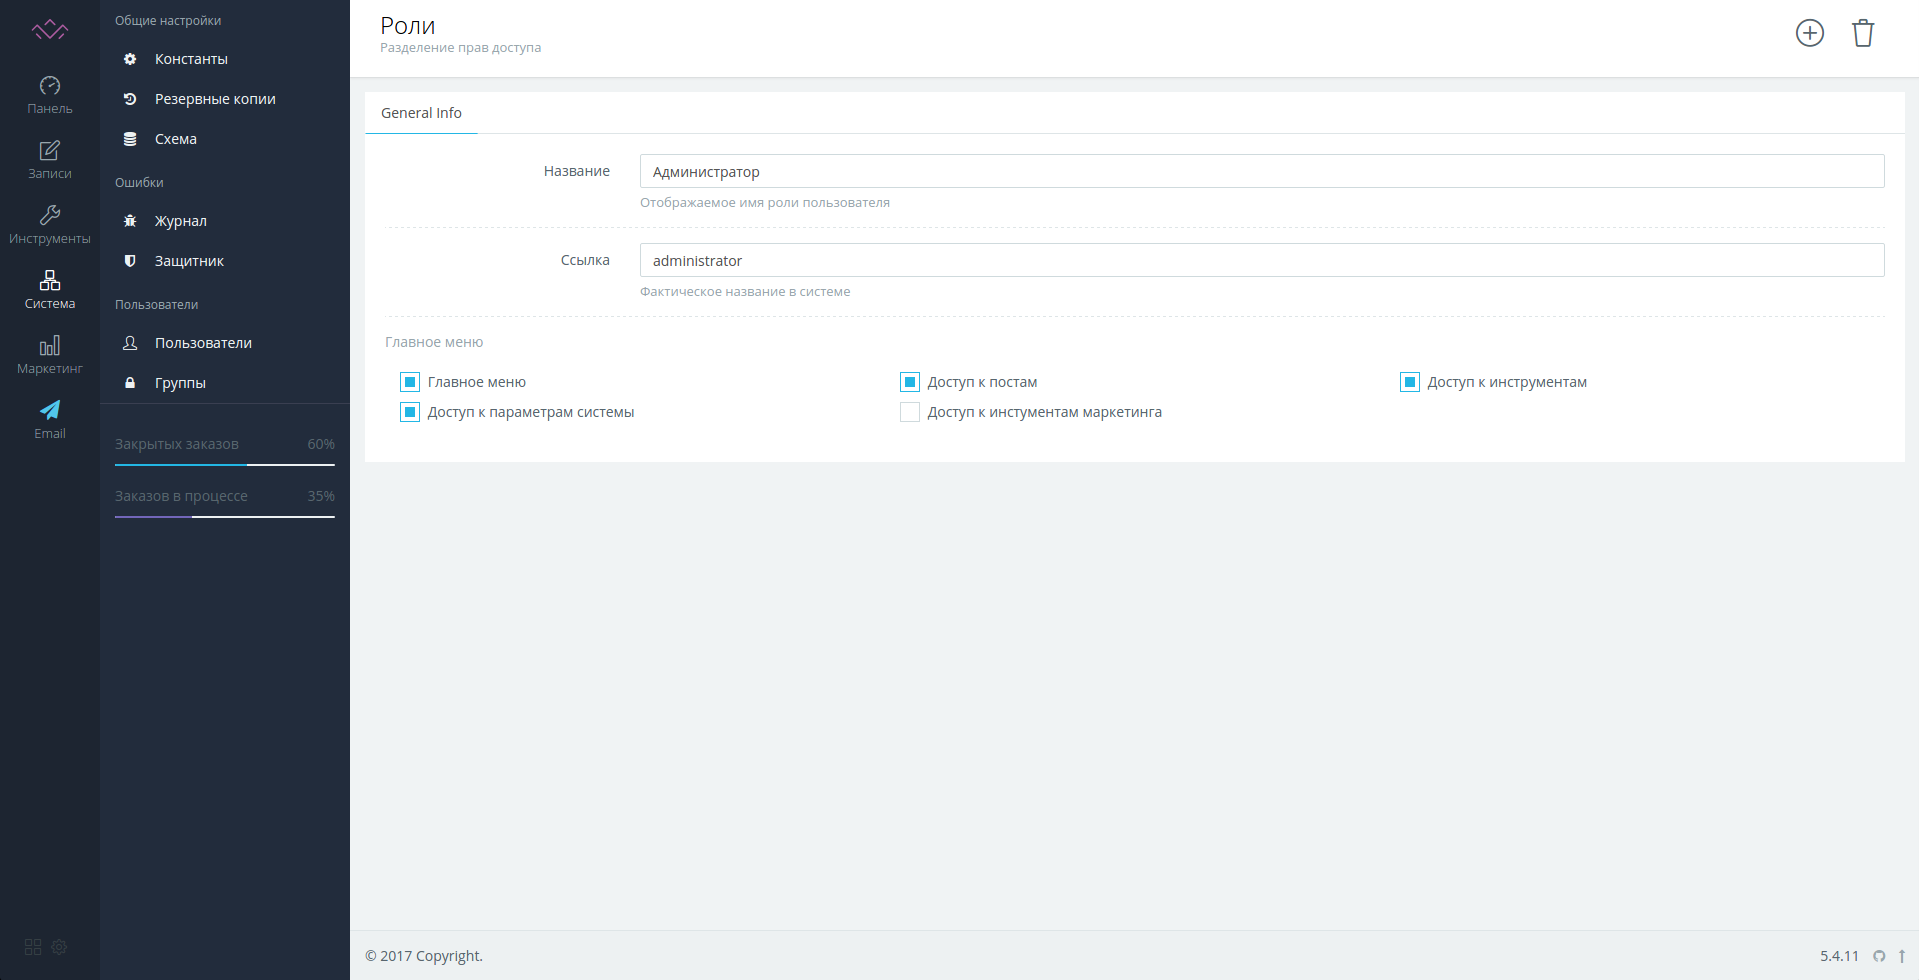 Панель
Записи
Инструменты
Система
Маркетинг
Email
Общие настройки
Константы
Резервные копии
Схема
Ошибки
Журнал
Защитник
Пользователи
Пользователи
Группы
Закрытых заказов 60%
Заказов в процессе 35%
Роли
Разделение прав доступа
General Info
Название Администратор
Отображаемое имя роли пользователя
Ссылка administrator
Фактическое название в системе
Главное меню
Главное меню Доступ к постам Доступ к инструментам
Доступ к параметрам системы Доступ к инстументам маркетинга
© 2017 Copyright. 5.4.11